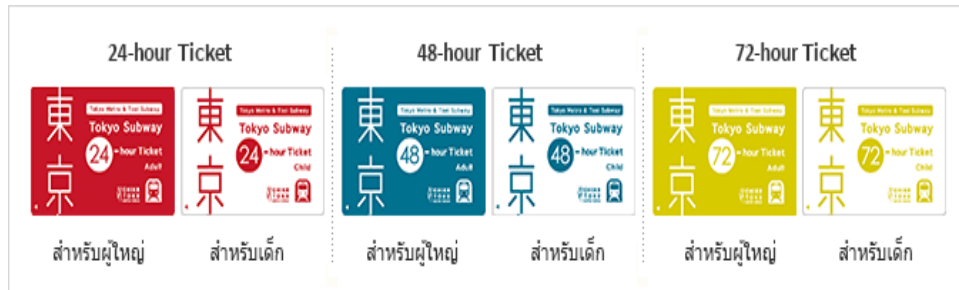 24-hour Ticket
東京
Tokyo Metro & Toei Subway
Tokyo Subway
24-hour Ticket
Adult
สำหรับผู้ใหญ่
東京
Tokyo Metro & Toei Subway
Tokyo Subway
24-hour Ticket
Child
สำหรับเด็ก
48-hour Ticket
東京
Tokyo Metro & Toei Subway
Tokyo Subway
48-hour Ticket
Adult
สำหรับผู้ใหญ่
東京
Tokyo Metro & Toei Subway
Tokyo Subway
48-hour Ticket
Child
สำหรับเด็ก
72-hour Ticket
東京
Tokyo Metro & Toei Subway
Tokyo Subway
72-hour Ticket
Adult
สำหรับผู้ใหญ่
東京
Tokyo Metro & Toei Subway
Tokyo Subway
72-hour Ticket
Child
สำหรับเด็ก